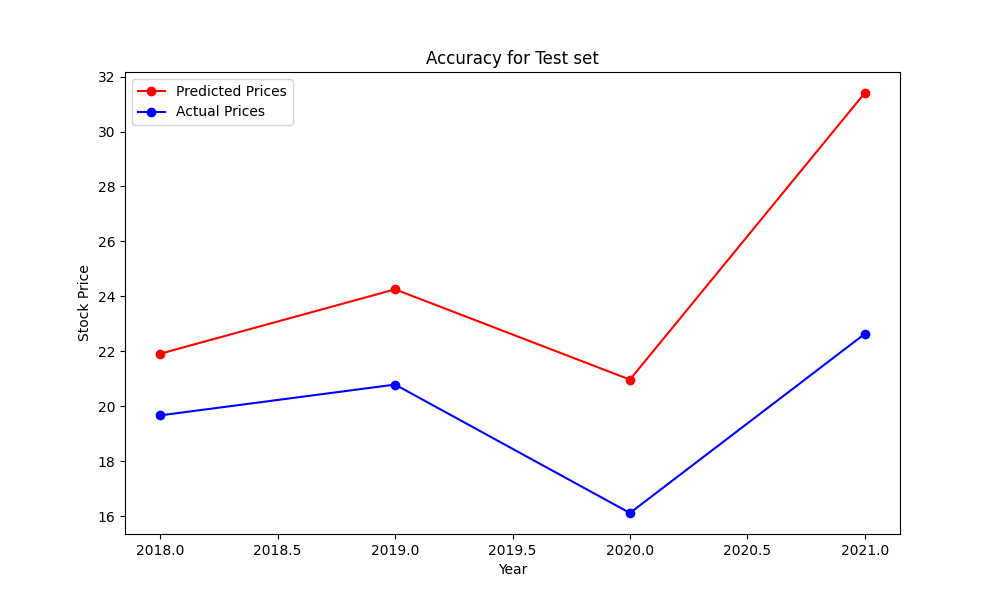 Accuracy for Test set
Predicted Prices
Actual Prices
32
30
28
26
24
22
20
18
16
Stock Price
2018.0 2018.5 2019.0 2019.5 2020.0 2020.5 2021.0
Year